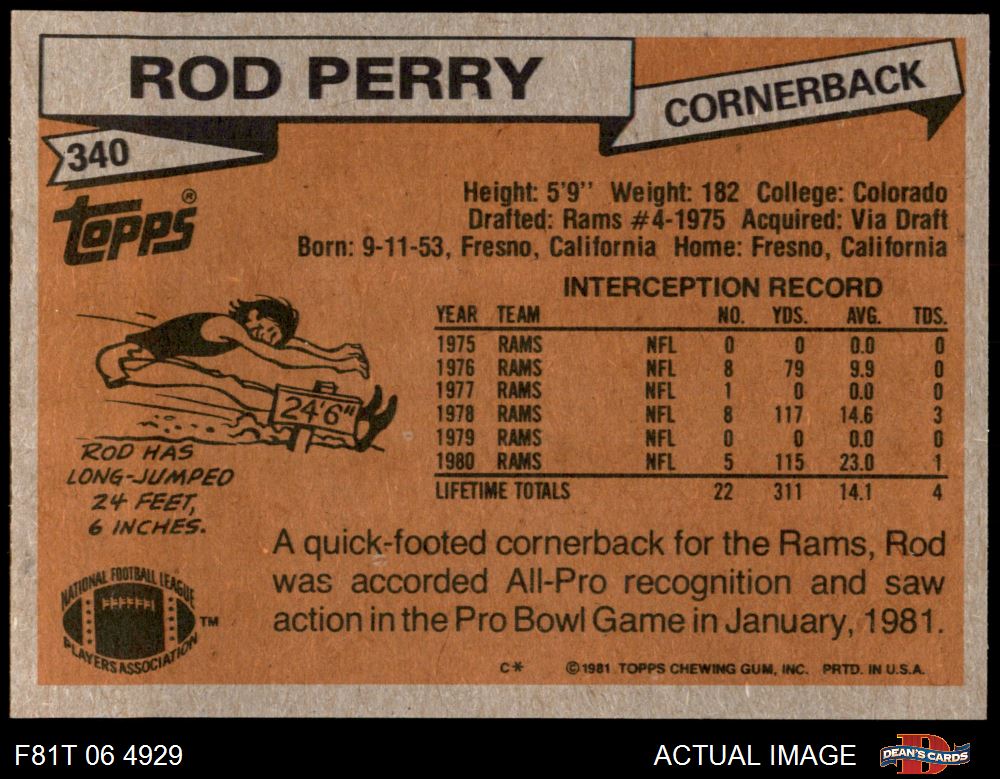 ROD PERRY
CORNERBACK
340
TOPPS®
Height: 5'9'' Weight: 182 College: Colorado
Drafted: Rams #4-1975 Acquired: Via Draft
Born: 9-11-53, Fresno, California Home: Fresno, California
INTERCEPTION RECORD
YEAR TEAM NO. YDS. AVG. TDS.
1975 RAMS NFL 0 0 0.0 0
1976 RAMS NFL 8 79 9.9 0
1977 RAMS NFL 1 0 0.0 0
1978 RAMS NFL 8 117 14.6 3
1979 RAMS NFL 0 0 0.0 0
1980 RAMS NFL 5 115 23.0 1
LIFETIME TOTALS 22 311 14.1 4
24'6"
ROD HAS
LONG-JUMPED
24 FEET,
6 INCHES.
A quick-footed cornerback for the Rams, Rod
was accorded All-Pro recognition and saw
action in the Pro Bowl Game in January, 1981.
NATIONAL FOOTBALL LEAGUE
PLAYERS ASSOCIATION
™
C* ©1981 TOPPS CHEWING GUM, INC. PRTD. IN U.S.A.
F81T 06 4929
ACTUAL IMAGE
DEAN'S CARDS